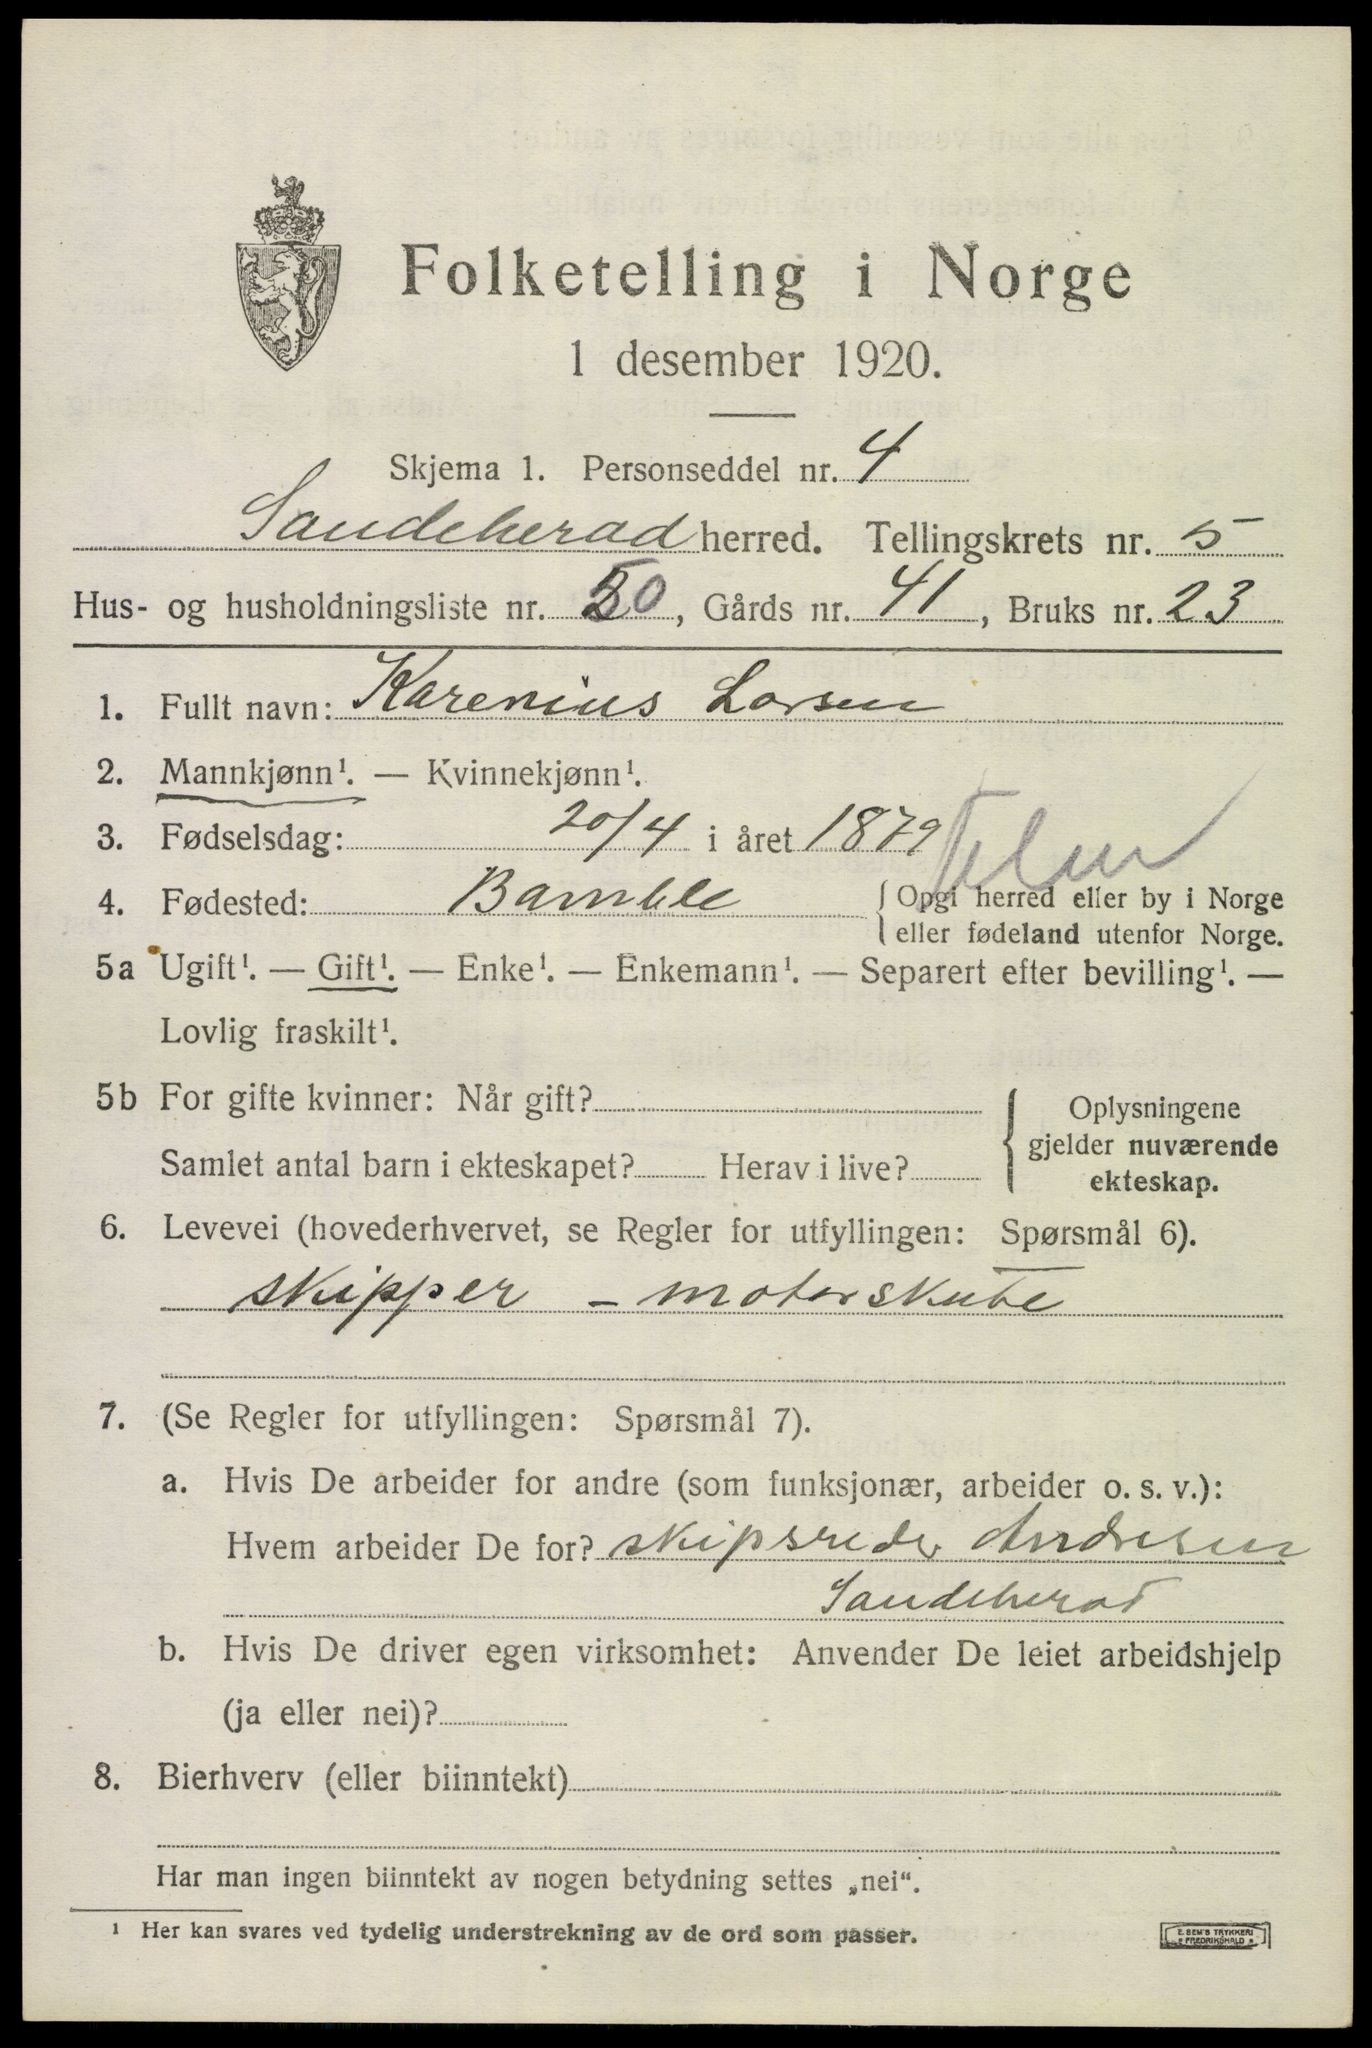 Folketelling i Norge
1 desember 1920.
Skjema 1. Personseddel nr. 4
Sandeherad herred. Tellingskrets nr. 5
Hus- og husholdningsliste nr. 50, Gårds nr. 41, Bruks nr. 23
1. Fullt navn: Karenius Larsen
2. Mannkjønn¹. — Kvinnekjønn¹.
3. Fødselsdag: 20/4 i året 1879
4. Fødested: Bamble {Opgi herred eller by i Norge
eller fødeland utenfor Norge.
5a Ugift¹. — Gift¹. — Enke¹. — Enkemann¹. — Separert efter bevilling¹. —
Lovlig fraskilt¹.
5b For gifte kvinner: Når gift?
Samlet antal barn i ekteskapet? Herav i live?
Oplysningene
gjelder nuværende
ekteskap.
6. Levevei (hovederhvervet, se Regler for utfyllingen: Spørsmål 6).
skipper - motorskute
7. (Se Regler for utfyllingen: Spørsmål 7).
a. Hvis De arbeider for andre (som funksjonær, arbeider o. s. v.):
Hvem arbeider De for? skipsreder Andresen
Sandeherad
b. Hvis De driver egen virksomhet: Anvender De leiet arbeidshjelp
(ja eller nei)?
8. Bierhverv (eller biinntekt)
Har man ingen biinntekt av nogen betydning settes „nei“.
¹ Her kan svares ved tydelig understrekning av de ord som passer.
E. SEM'S TRYKKERI
FREDRIKSHALD